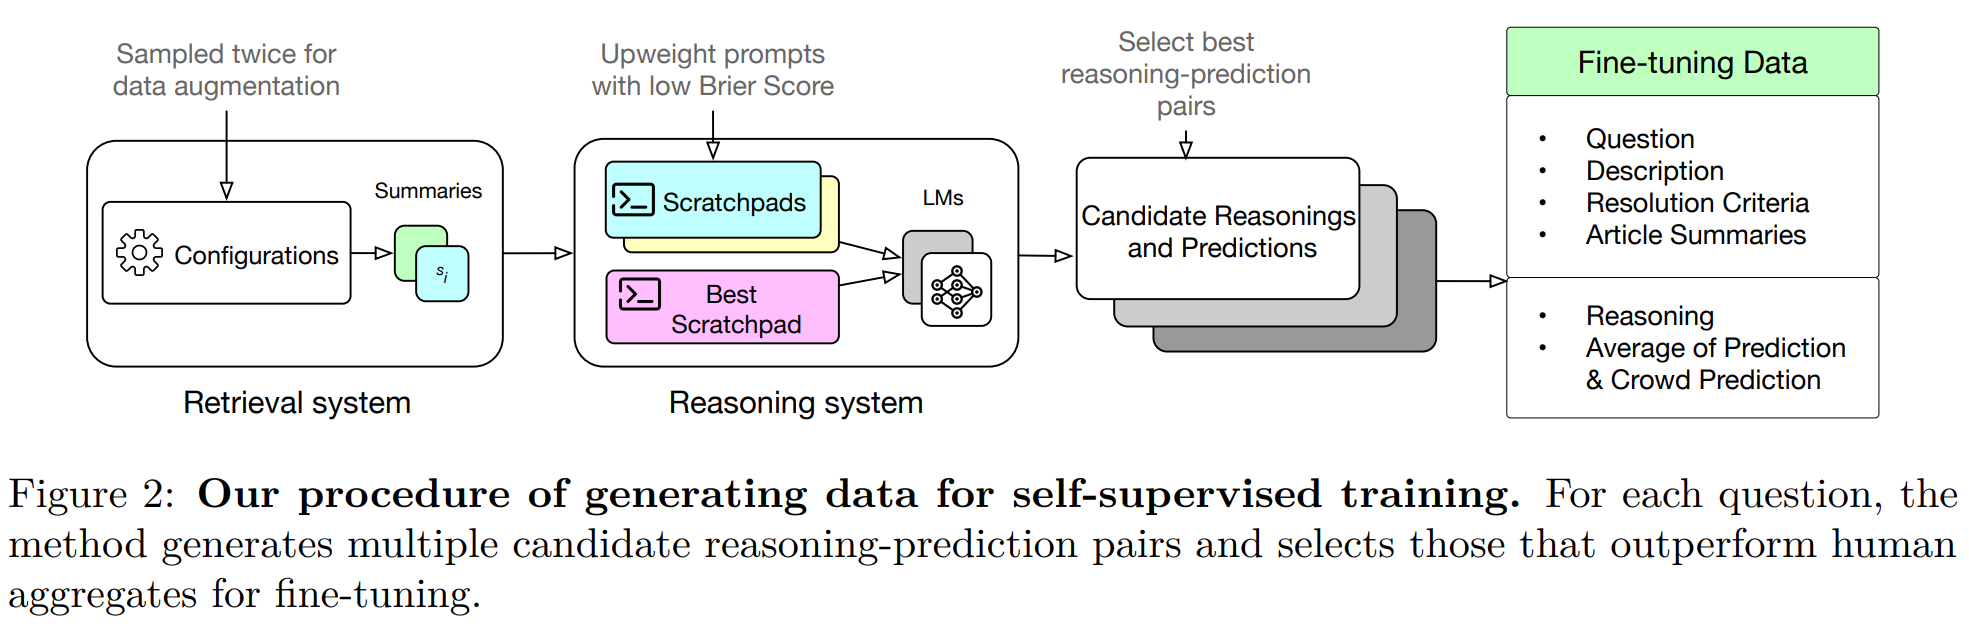 Sampled twice for
data augmentation
Configurations
Summaries
si
Retrieval system
Upweight prompts
with low Brier Score
Scratchpads
Best
Scratchpad
LMs
Reasoning system
Select best
reasoning-prediction
pairs
Candidate Reasonings
and Predictions
Fine-tuning Data
• Question
• Description
• Resolution Criteria
• Article Summaries
• Reasoning
• Average of Prediction
& Crowd Prediction
Figure 2: Our procedure of generating data for self-supervised training. For each question, the
method generates multiple candidate reasoning-prediction pairs and selects those that outperform human
aggregates for fine-tuning.